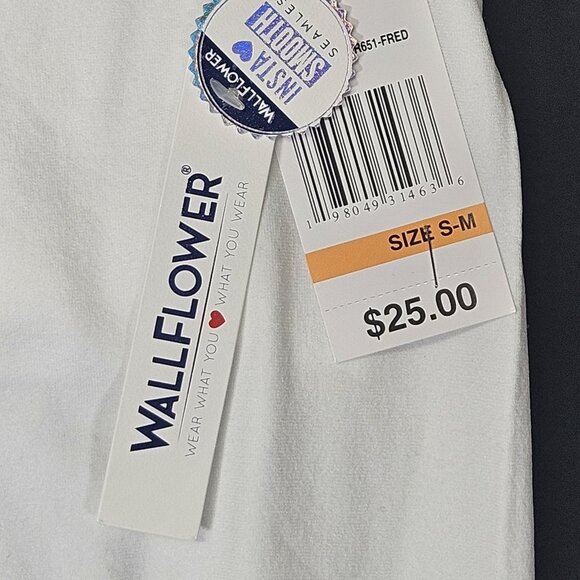 INSTA
SMOOTH
SEAMLESS
WALLFLOWER
WALLFLOWER®
WEAR WHAT YOU ❤ WHAT YOU WEAR
651-FRED
1 98049 31463 6
SIZE S-M
$25.00